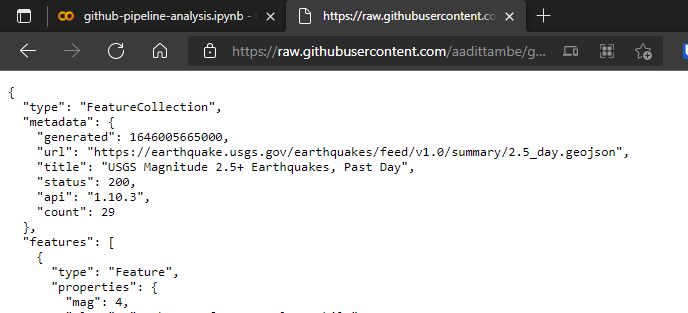 github-pipeline-analysis.ipynb -
https://raw.githubusercontent.co
https://raw.githubusercontent.com/aadittambe/g...
{
"type": "FeatureCollection",
"metadata": {
"generated": 1646005665000,
"url": "https://earthquake.usgs.gov/earthquakes/feed/v1.0/summary/2.5_day.geojson",
"title": "USGS Magnitude 2.5+ Earthquakes, Past Day",
"status": 200,
"api": "1.10.3",
"count": 29
},
"features": [
{
"type": "Feature",
"properties": {
"mag": 4,